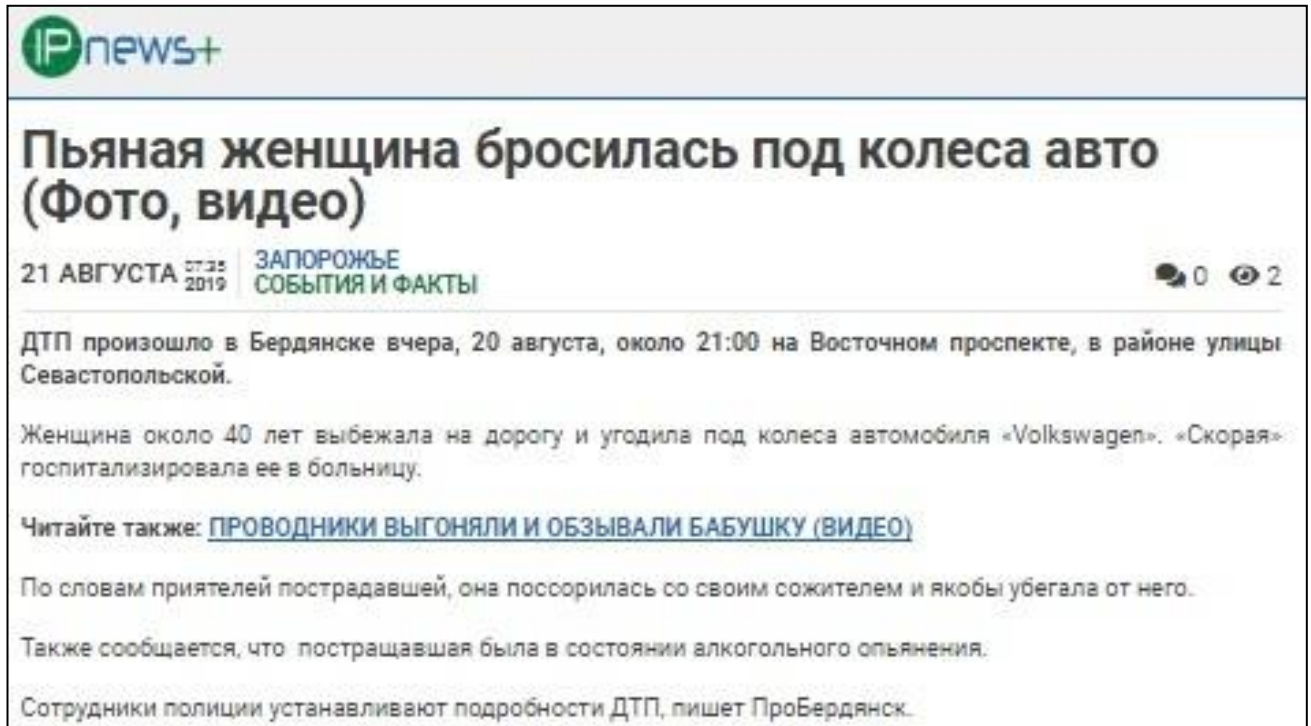 IPnews+
Пьяная женщина бросилась под колеса авто
(Фото, видео)
21 АВГУСТА 07:35 2019 ЗАПОРОЖЬЕ СОБЫТИЯ И ФАКТЫ 0 2
ДТП произошло в Бердянске вчера, 20 августа, около 21:00 на Восточном проспекте, в районе улицы
Севастопольской.
Женщина около 40 лет выбежала на дорогу и угодила под колеса автомобиля «Volkswagen». «Скорая»
госпитализировала ее в больницу.
Читайте также: ПРОВОДНИКИ ВЫГОНЯЛИ И ОБЗЫВАЛИ БАБУШКУ (ВИДЕО)
По словам приятелей пострадавшей, она поссорилась со своим сожителем и якобы убегала от него.
Также сообщается, что постращавшая была в состоянии алкогольного опьянения.
Сотрудники полиции устанавливают подробности ДТП, пишет ПроБердянск.